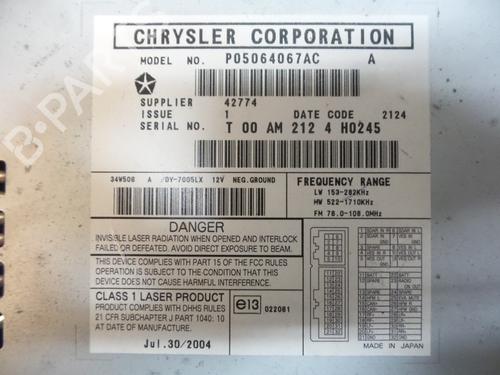 CHRYSLER CORPORATION
MODEL NO. P05064067AC A
SUPPLIER 42774
ISSUE 1 DATE CODE 2124
SERIAL NO. T 00 AM 212 4 H0245
34W506 A /DY-7005LX 12V NEG.GROUND
FREQUENCY RANGE
LW 153-282KHz
MW 522-1710KHz
FM 76.0-108.0MHz
DANGER
INVISIBLE LASER RADIATION WHEN OPENED AND INTERLOCK
FAILED OR DEFEATED. AVOID DIRECT EXPOSURE TO BEAM.
THIS DEVICE COMPLIES WITH PART 15 OF THE FCC RULES
OPERATION IS SUBJECT TO THE CONDITION THAT THIS
DEVICE DOES NOT CAUSE HARMFUL INTERFERENCE.
CLASS 1 LASER PRODUCT
PRODUCT COMPLIES WITH DHHS RULES
21 CFR SUBCHAPTER J PART 1040: 10
AT DATE OF MANUFACTURE.
e13 022081
Jul.30/2004
MADE IN JAPAN